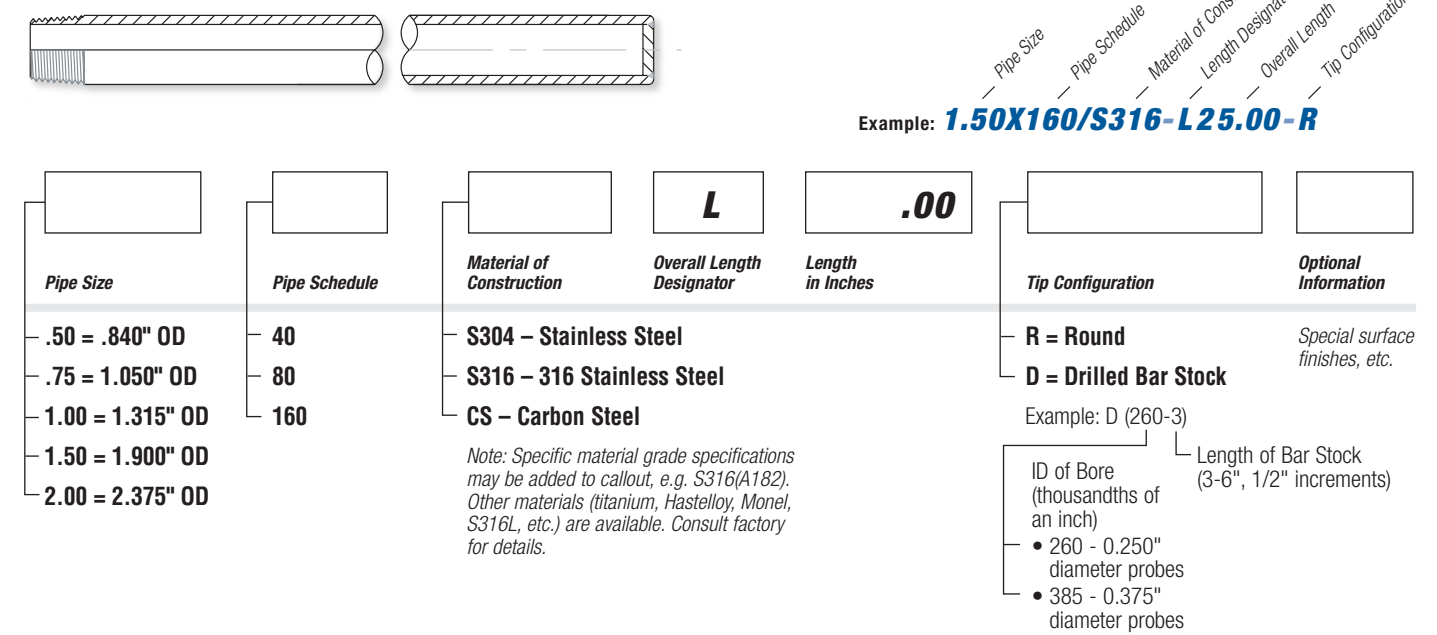 Pipe Size
Pipe Schedule
Material of
Length
Overall Length
Tip
Example: 1.50X160/S316-L25.00-R
L
.00
Pipe Size
Pipe Schedule
Material of
Construction
Overall Length
Designator
Length
in Inches
Tip Configuration
Optional
Information
.50 = .840" OD
.75 = 1.050" OD
1.00 = 1.315" OD
1.50 = 1.900" OD
2.00 = 2.375" OD
40
80
160
S304 – Stainless Steel
S316 – 316 Stainless Steel
CS – Carbon Steel
Note: Specific material grade specifications
may be added to callout, e.g. S316(A182).
Other materials (titanium, Hastelloy, Monel,
S316L, etc.) are available. Consult factory
for details.
R = Round
D = Drilled Bar Stock
Example: D (260-3)
Length of Bar Stock
(3-6", 1/2" increments)
ID of Bore
(thousandths of
an inch)
• 260 - 0.250"
diameter probes
• 385 - 0.375"
diameter probes
Special surface
finishes, etc.